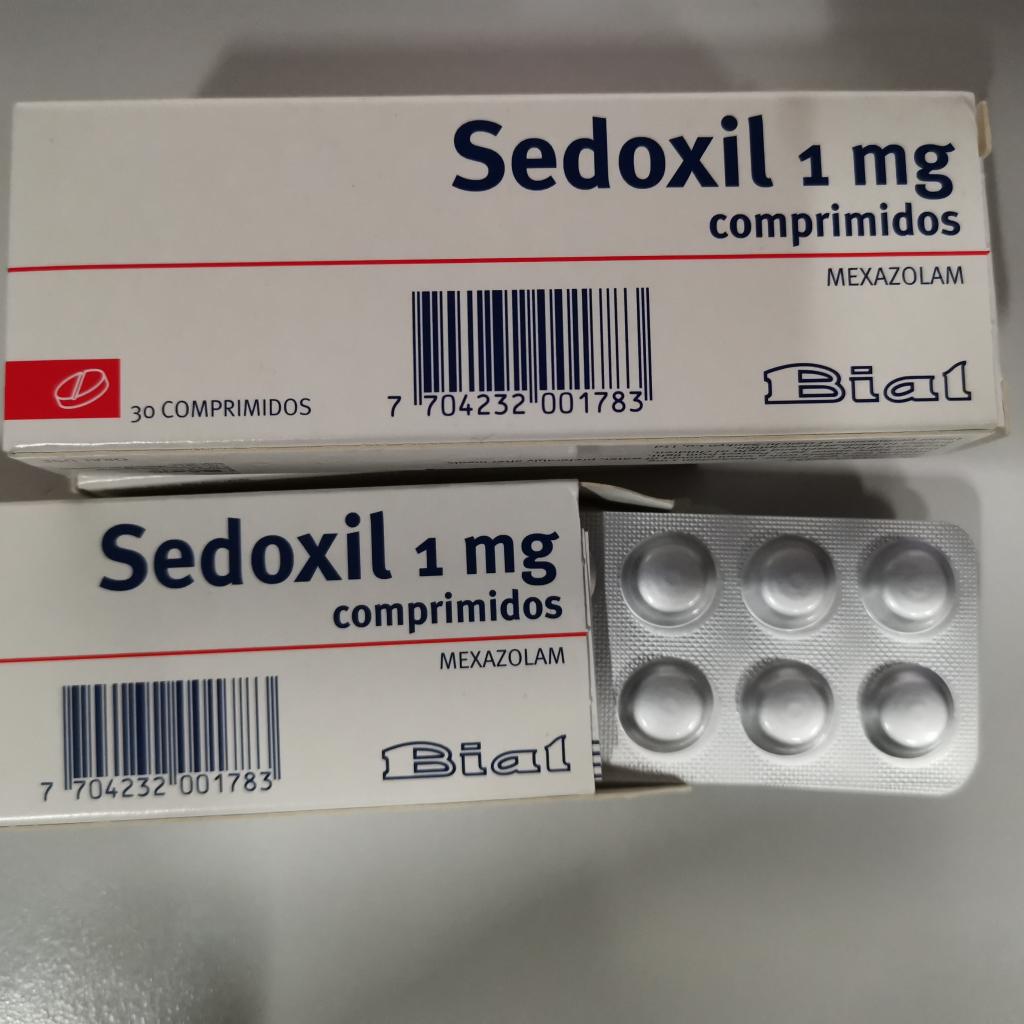 Sedoxil 1 mg
comprimidos
MEXAZOLAM
30 COMPRIMIDOS
7 704232 001783
Bial
Sedoxil 1 mg
comprimidos
MEXAZOLAM
7 704232 001783
Bial